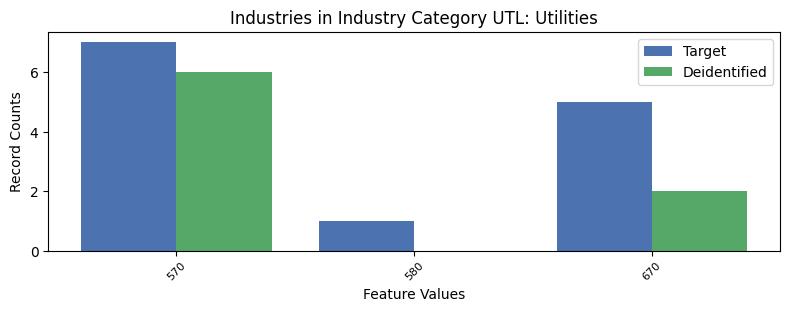 Industries in Industry Category UTL: Utilities
Target
Deidentified
Record Counts
6
4
2
0
570
580
670
Feature Values